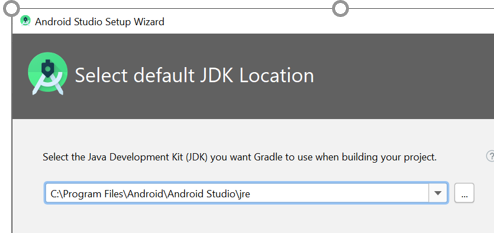 Android Studio Setup Wizard
Select default JDK Location
Select the Java Development Kit (JDK) you want Gradle to use when building your project.
?
C:\Program Files\Android\Android Studio\jre
...